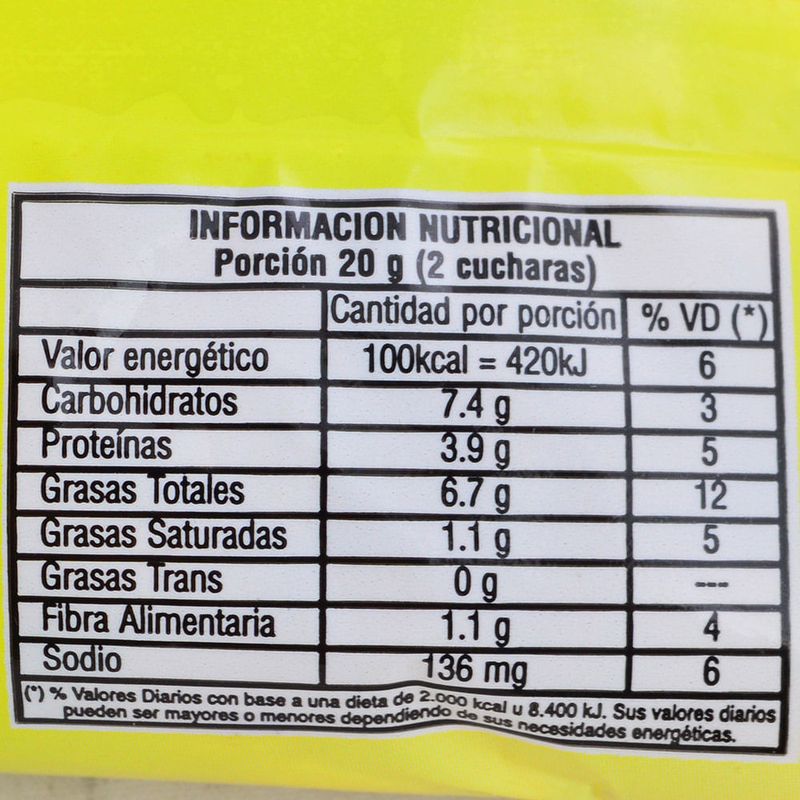 INFORMACION NUTRICIONAL
Porción 20 g (2 cucharas)
Cantidad por porción % VD (*)
Valor energético 100kcal = 420kJ 6
Carbohidratos 7.4 g 3
Proteínas 3.9 g 5
Grasas Totales 6.7 g 12
Grasas Saturadas 1.1 g 5
Grasas Trans 0 g ---
Fibra Alimentaria 1.1 g 4
Sodio 136 mg 6
(*) % Valores Diarios con base a una dieta de 2.000 kcal u 8.400 kJ. Sus valores diarios
pueden ser mayores o menores dependiendo de sus necesidades energéticas.